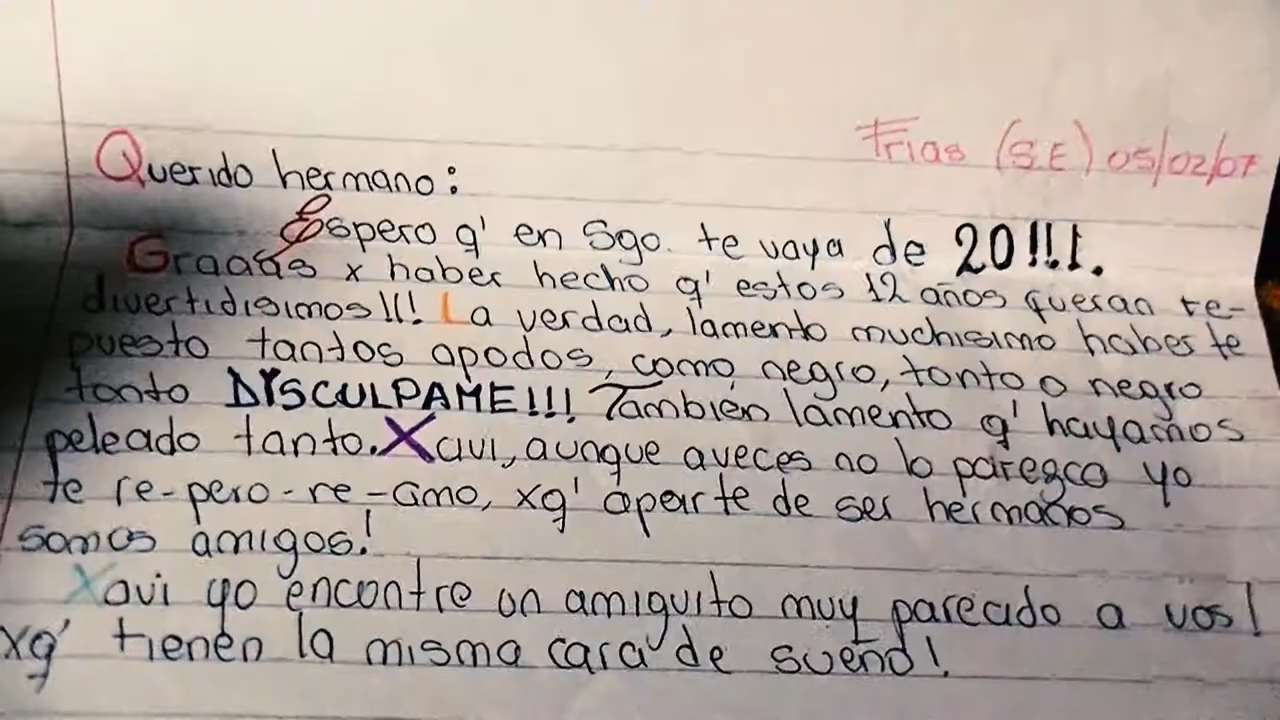 Frias (S.E) 05/02/07
Querido hermano:
Espero q' en Sgo. te vaya de 20!!!.
Gracias x haber hecho q' estos 12 años fueran re-
divertidisimos!!! La verdad, lamento muchisimo haberte
puesto tantos apodos, como negro, tonto o negro
tonto DISCULPAME!!! También lamento q' hayamos
peleado tanto. Xavi, aunque aveces no lo paresco yo
te re-pero-re-amo, xq' aparte de ser hermanos
somos amigos!
Xavi yo encontre un amiguito muy parecido a vos!
xq' tienen la misma cara de sueño!.